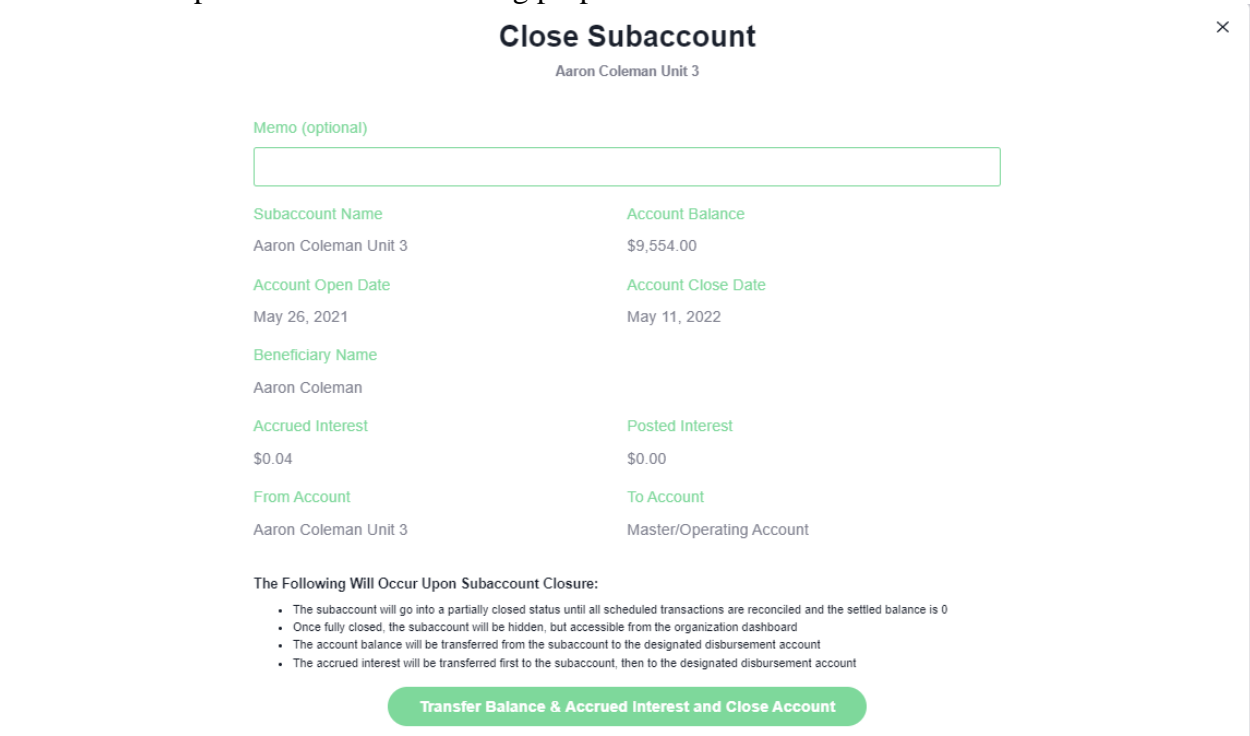 Close Subaccount
Aaron Coleman Unit 3
Memo (optional)
Subaccount Name Account Balance
Aaron Coleman Unit 3 $9,554.00
Account Open Date Account Close Date
May 26, 2021 May 11, 2022
Beneficiary Name
Aaron Coleman
Accrued Interest Posted Interest
$0.04 $0.00
From Account To Account
Aaron Coleman Unit 3 Master/Operating Account
The Following Will Occur Upon Subaccount Closure:
• The subaccount will go into a partially closed status until all scheduled transactions are reconciled and the settled balance is 0
• Once fully closed, the subaccount will be hidden, but accessible from the organization dashboard
• The account balance will be transferred from the subaccount to the designated disbursement account
• The accrued interest will be transferred first to the subaccount, then to the designated disbursement account
Transfer Balance & Accrued Interest and Close Account